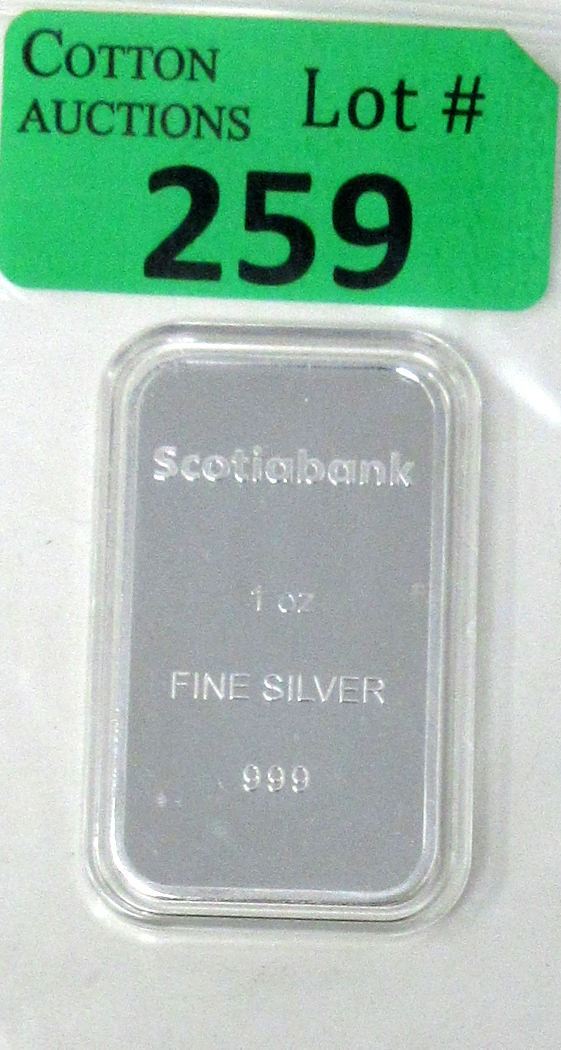 COTTON
AUCTIONS
Lot #
259
Scotiabank
1 oz
FINE SILVER
999